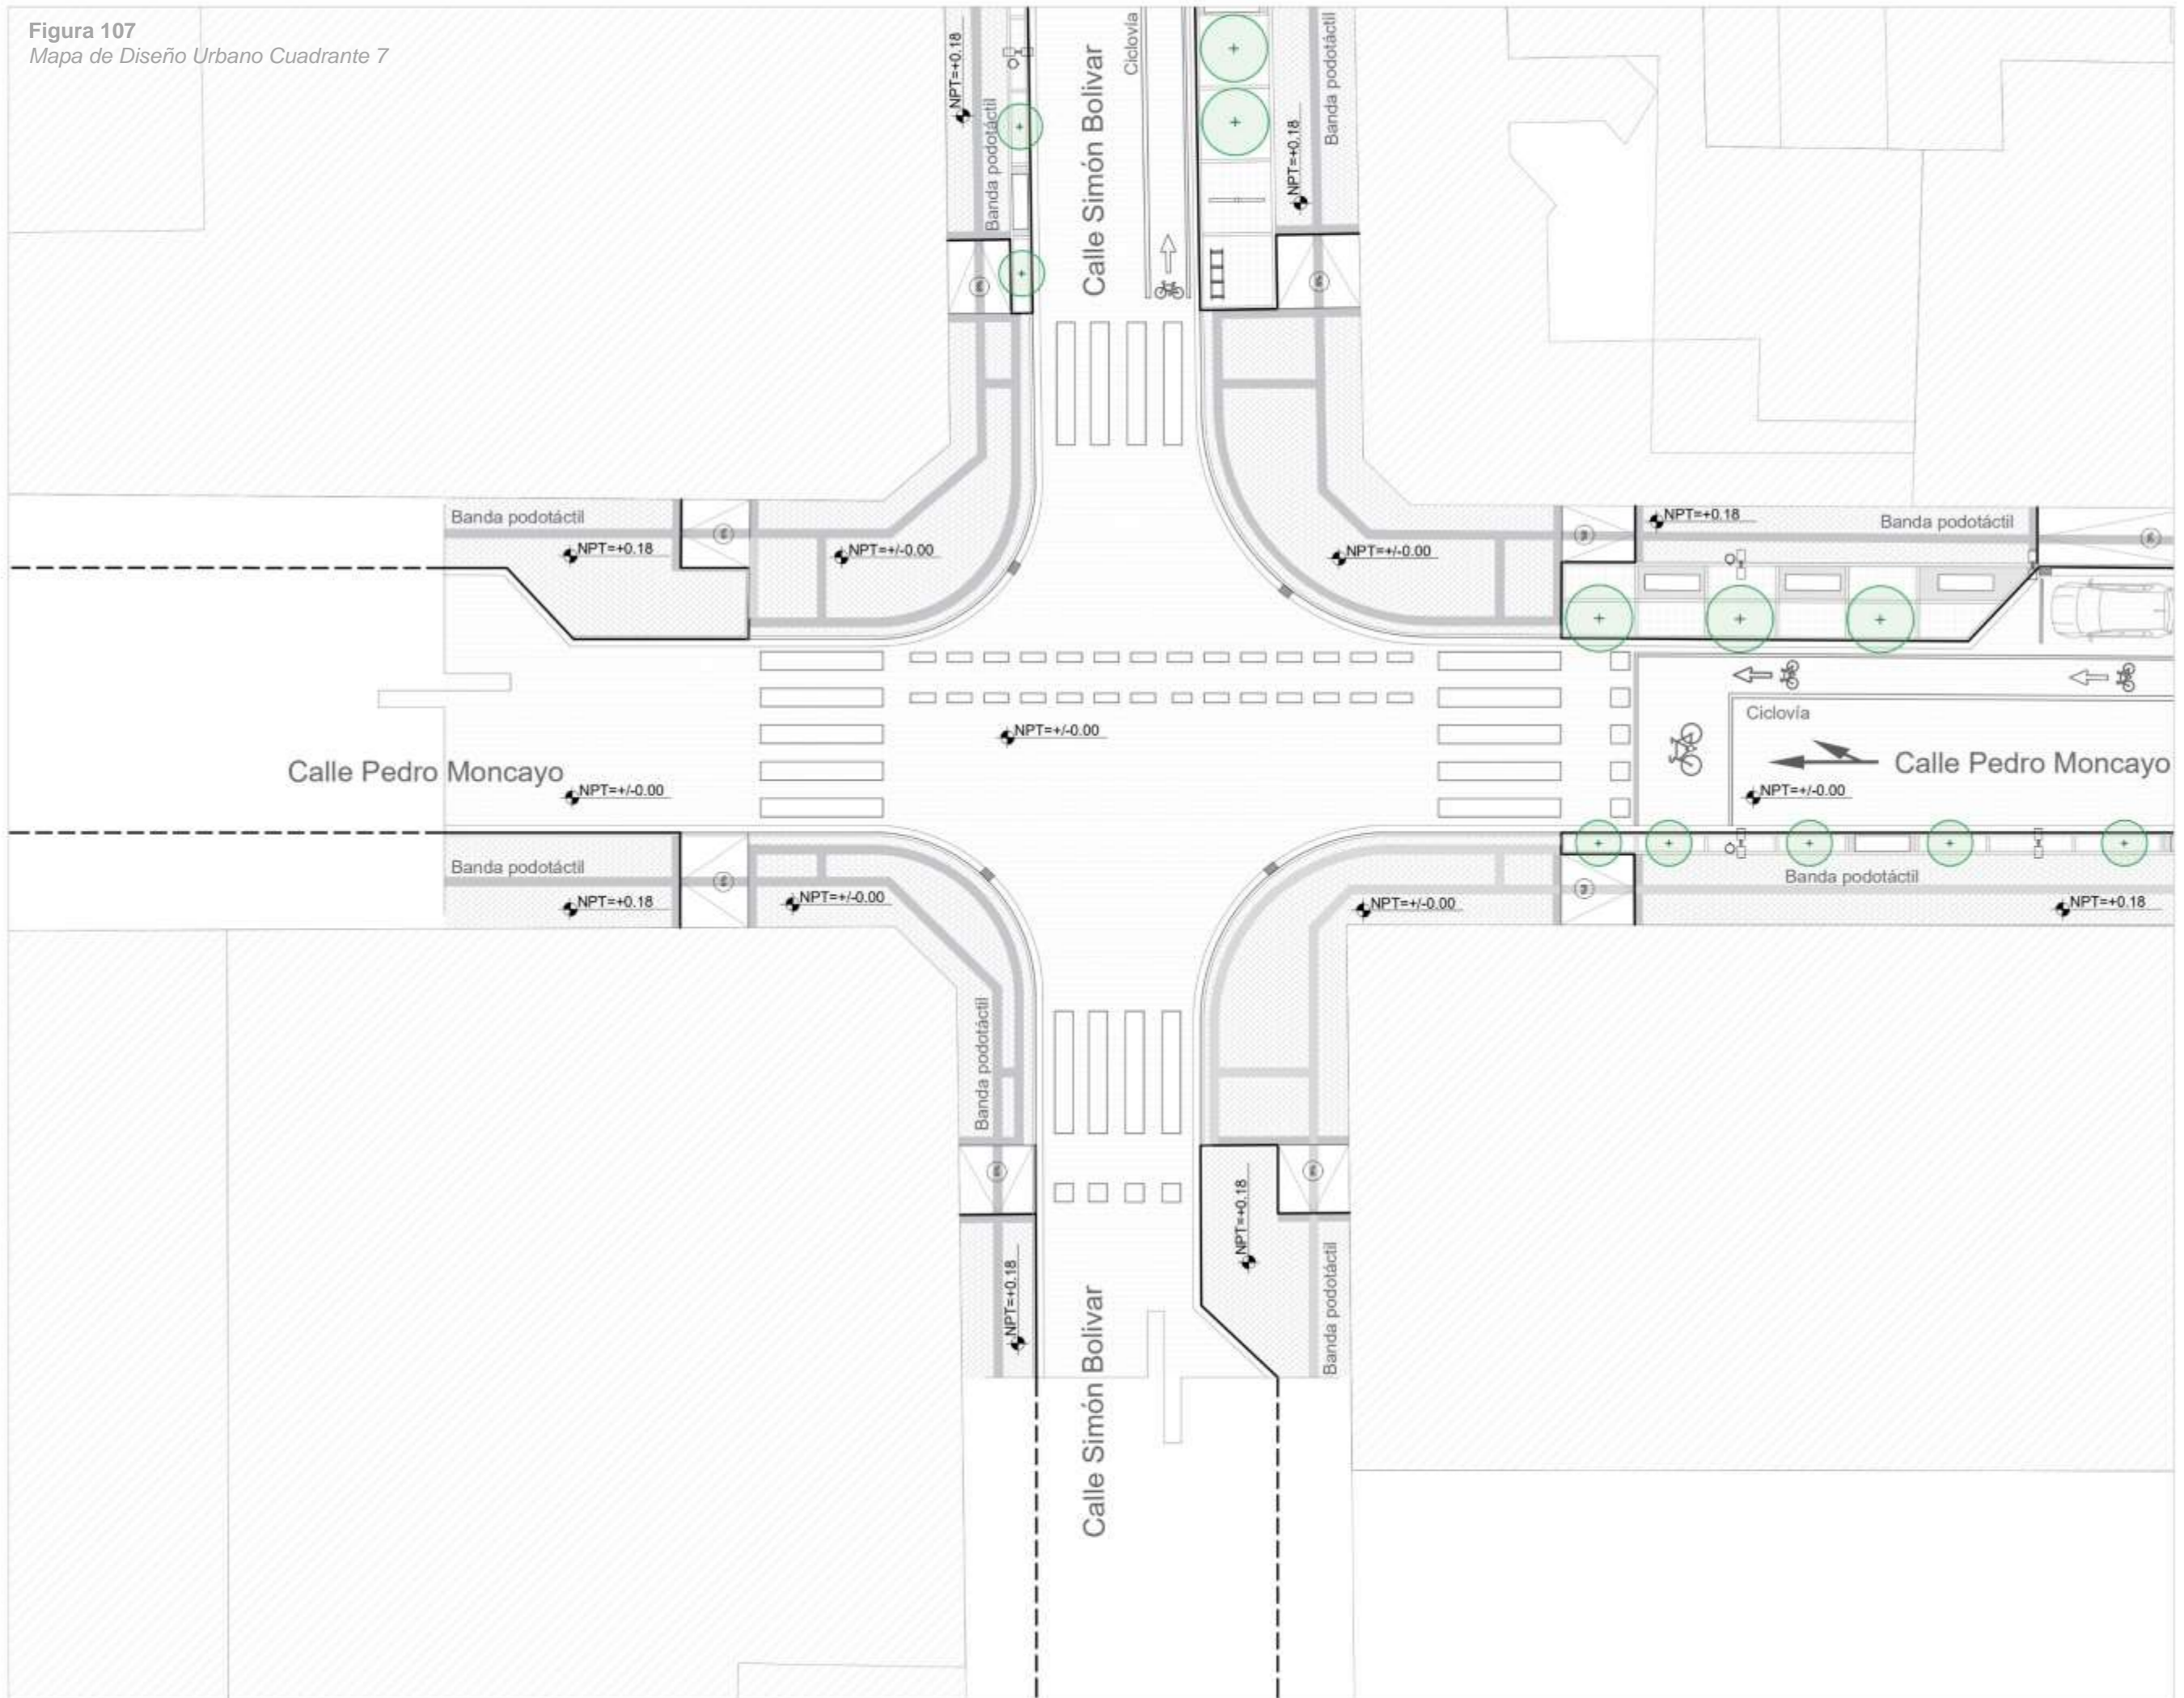 Figura 107
Mapa de Diseño Urbano Cuadrante 7
NPT=+0.18
Banda podotáctil
Calle Simón Bolivar
Ciclovía
NPT=+0.18
Banda podotáctil
Banda podotáctil
NPT=+0.18
NPT=+/-0.00
NPT=+/-0.00
NPT=+0.18
Banda podotáctil
NPT=+/-0.00
Ciclovía
Calle Pedro Moncayo
NPT=+/-0.00
Calle Pedro Moncayo
NPT=+/-0.00
Banda podotáctil
NPT=+0.18
NPT=+/-0.00
NPT=+/-0.00
Banda podotáctil
NPT=+0.18
Banda podotáctil
NPT=+0.18
Calle Simón Bolivar
NPT=+0.18
Banda podotáctil